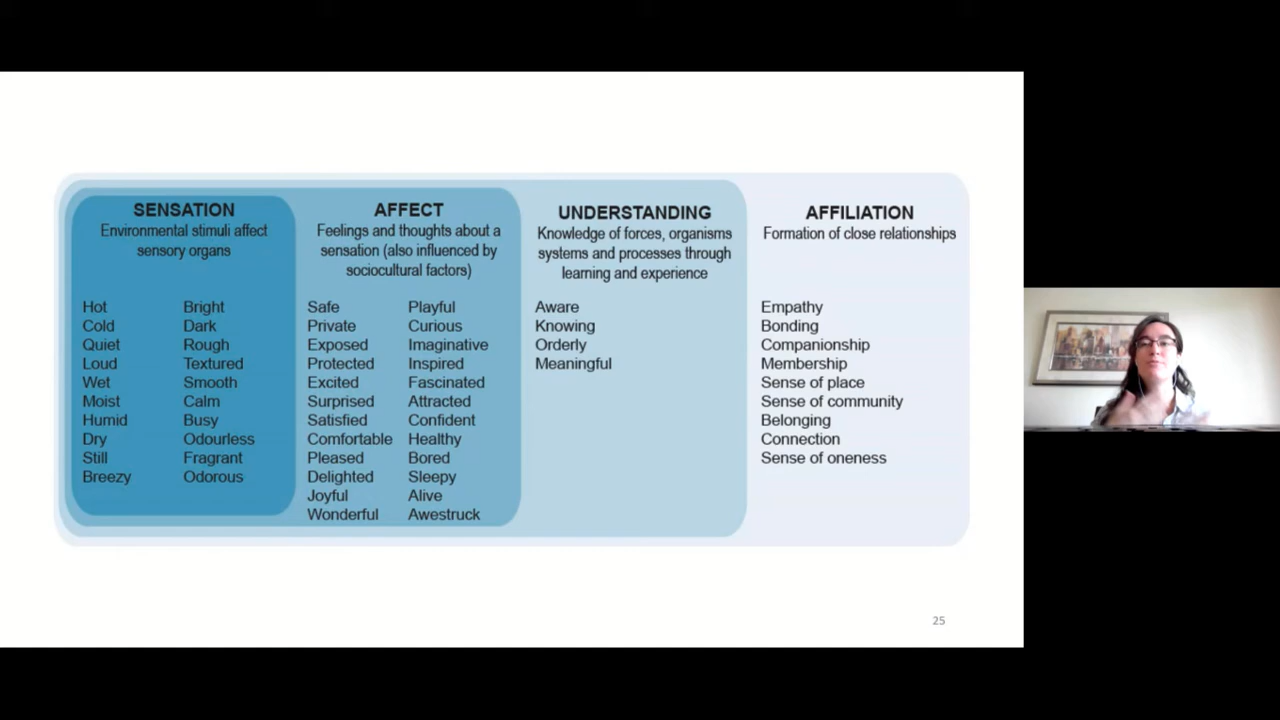 SENSATION
Environmental stimuli affect
sensory organs
Hot Bright
Cold Dark
Quiet Rough
Loud Textured
Wet Smooth
Moist Calm
Humid Busy
Dry Odourless
Still Fragrant
Breezy Odorous
AFFECT
Feelings and thoughts about a
sensation (also influenced by
sociocultural factors)
Safe Playful
Private Curious
Exposed Imaginative
Protected Inspired
Excited Fascinated
Surprised Attracted
Satisfied Confident
Comfortable Healthy
Pleased Bored
Delighted Sleepy
Joyful Alive
Wonderful Awestruck
UNDERSTANDING
Knowledge of forces, organisms
systems and processes through
learning and experience
Aware
Knowing
Orderly
Meaningful
AFFILIATION
Formation of close relationships
Empathy
Bonding
Companionship
Membership
Sense of place
Sense of community
Belonging
Connection
Sense of oneness
25